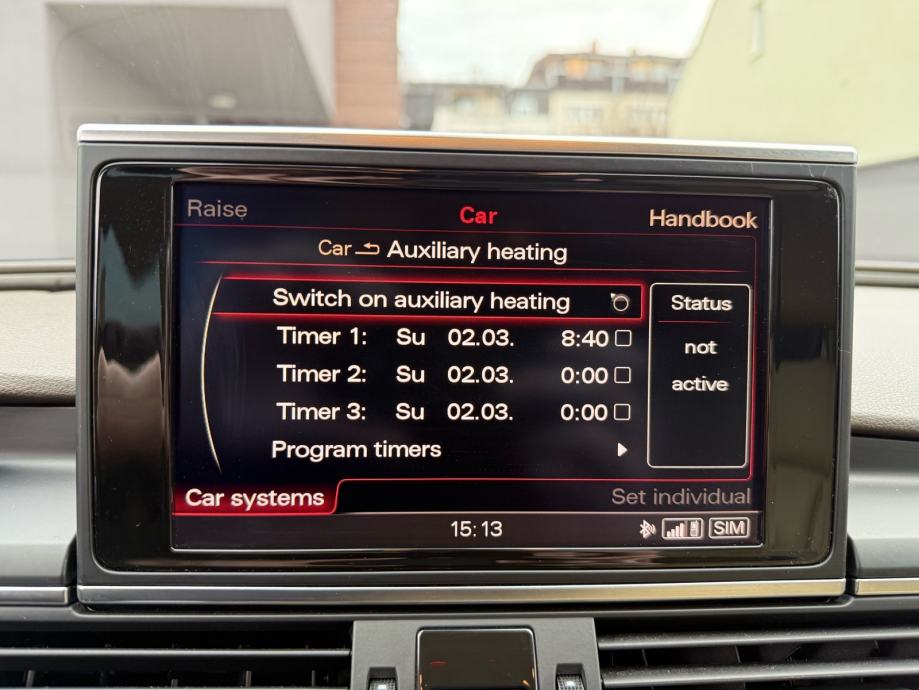 Raise Car Handbook
Car Auxiliary heating
Switch on auxiliary heating
Timer 1: Su 02.03. 8:40
Timer 2: Su 02.03. 0:00
Timer 3: Su 02.03. 0:00
Program timers
Status
not
active
Car systems Set individual
15:13 SIM